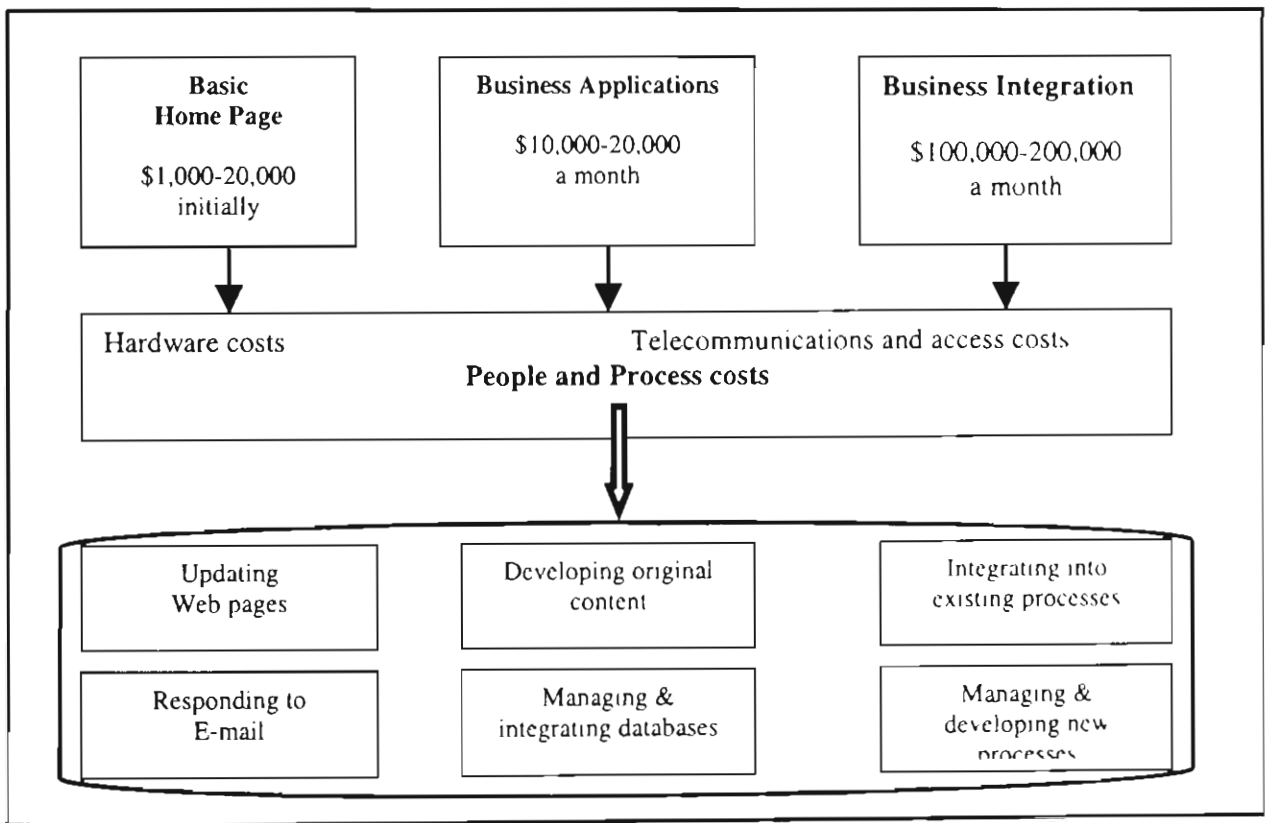 Basic
Home Page
$1,000-20,000
initially
Business Applications
$10,000-20,000
a month
Business Integration
$100,000-200,000
a month
Hardware costs
Telecommunications and access costs
People and Process costs
Updating
Web pages
Developing original
content
Integrating into
existing processes
Responding to
E-mail
Managing &
integrating databases
Managing &
developing new
processes